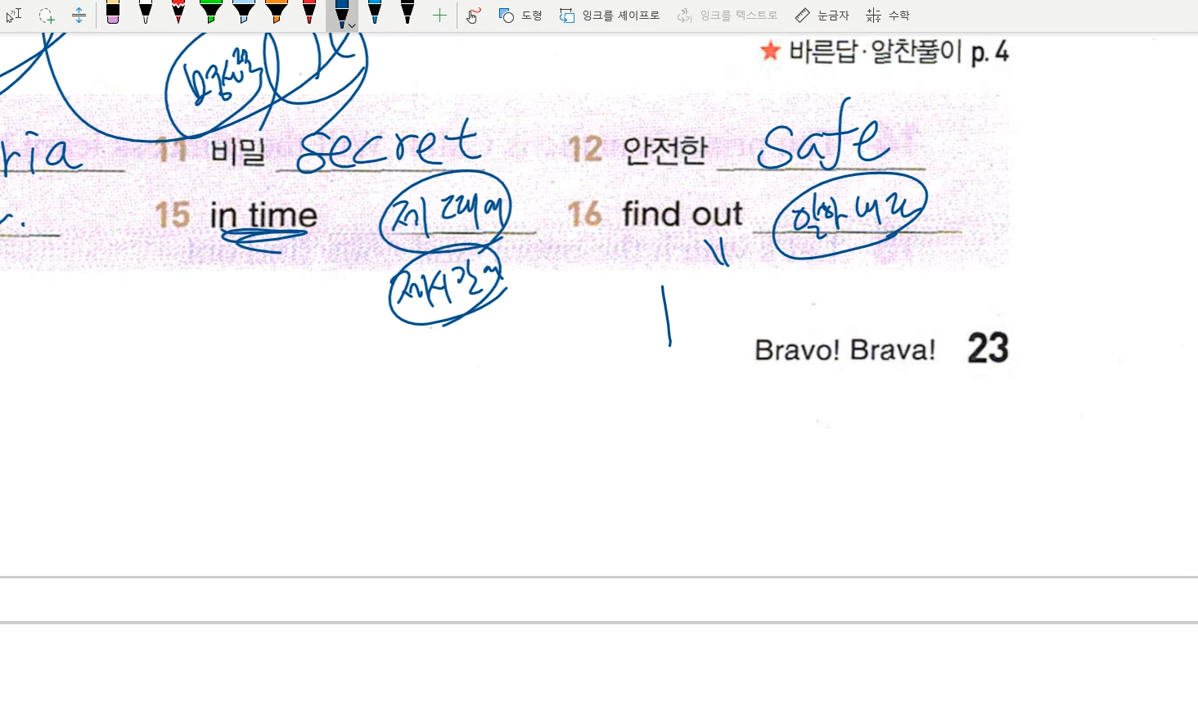 도형 잉크를 셰이프로 잉크를 텍스트로 눈금자 수학
★ 바른답·알찬풀이 p. 4
ria 11 비밀 secret 12 안전한 safe
15 in time 제 때에 16 find out 알아내다
제시간에
Bravo! Brava! 23